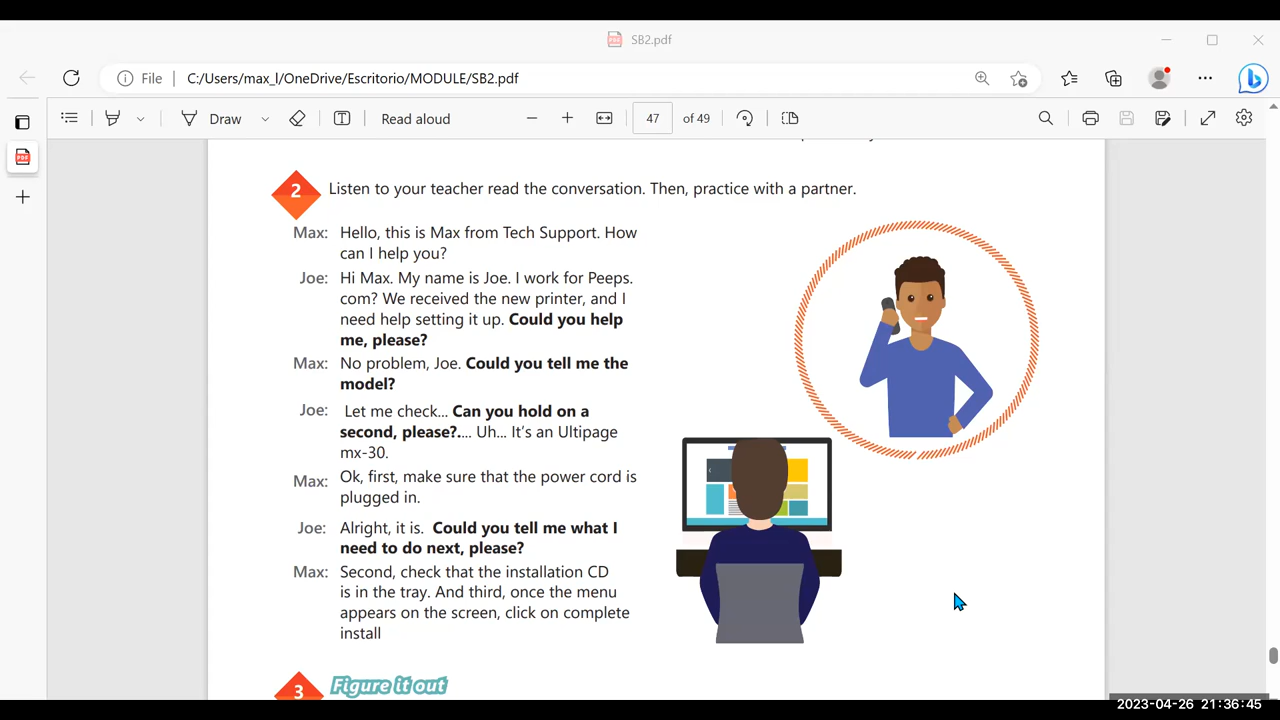 SB2.pdf
File
C:/Users/max_l/OneDrive/Escritorio/MODULE/SB2.pdf
Draw
Read aloud
47 of 49
2 Listen to your teacher read the conversation. Then, practice with a partner.
Max: Hello, this is Max from Tech Support. How
can I help you?
Joe: Hi Max. My name is Joe. I work for Peeps.
com? We received the new printer, and I
need help setting it up. Could you help
me, please?
Max: No problem, Joe. Could you tell me the
model?
Joe: Let me check... Can you hold on a
second, please?.... Uh... It's an Ultipage
mx-30.
Max: Ok, first, make sure that the power cord is
plugged in.
Joe: Alright, it is. Could you tell me what I
need to do next, please?
Max: Second, check that the installation CD
is in the tray. And third, once the menu
appears on the screen, click on complete
install
3 Figure it out
2023-04-26 21:36:45